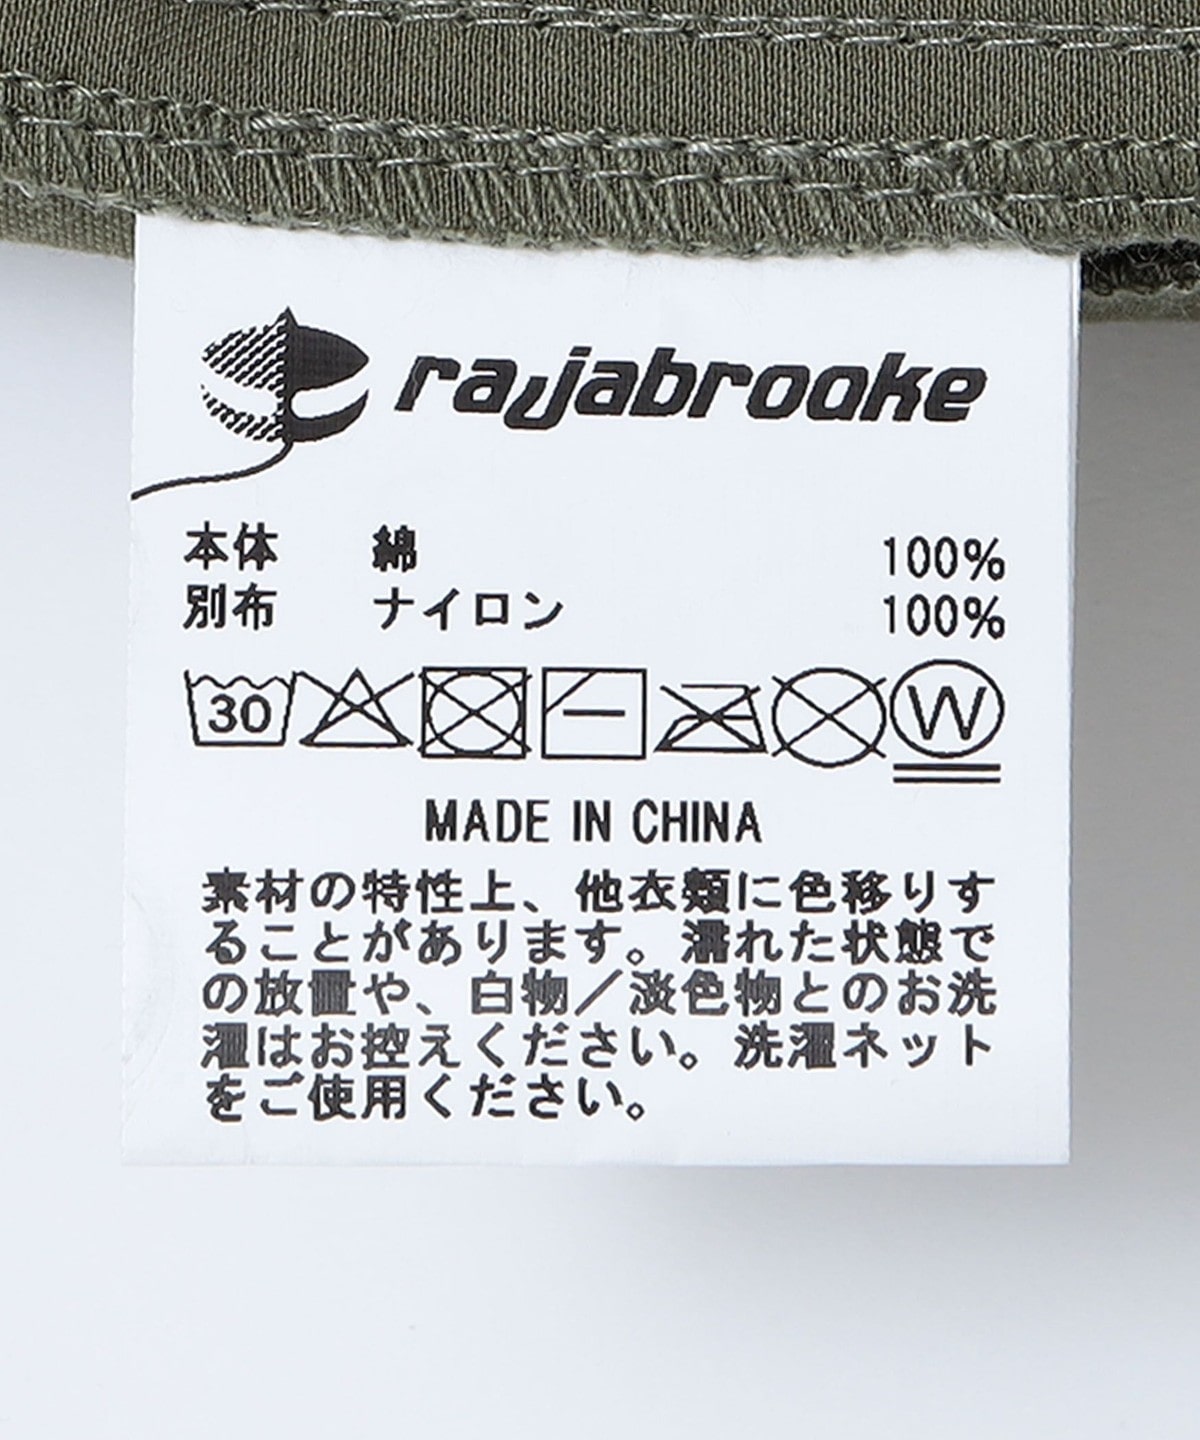 rajabrooke
本体 綿 100%
別布 ナイロン 100%
30 W
MADE IN CHINA
素材の特性上、他衣類に色移りす
ることがあります。濡れた状態で
の放置や、白物／淡色物とのお洗
濯はお控えください。洗濯ネット
をご使用ください。